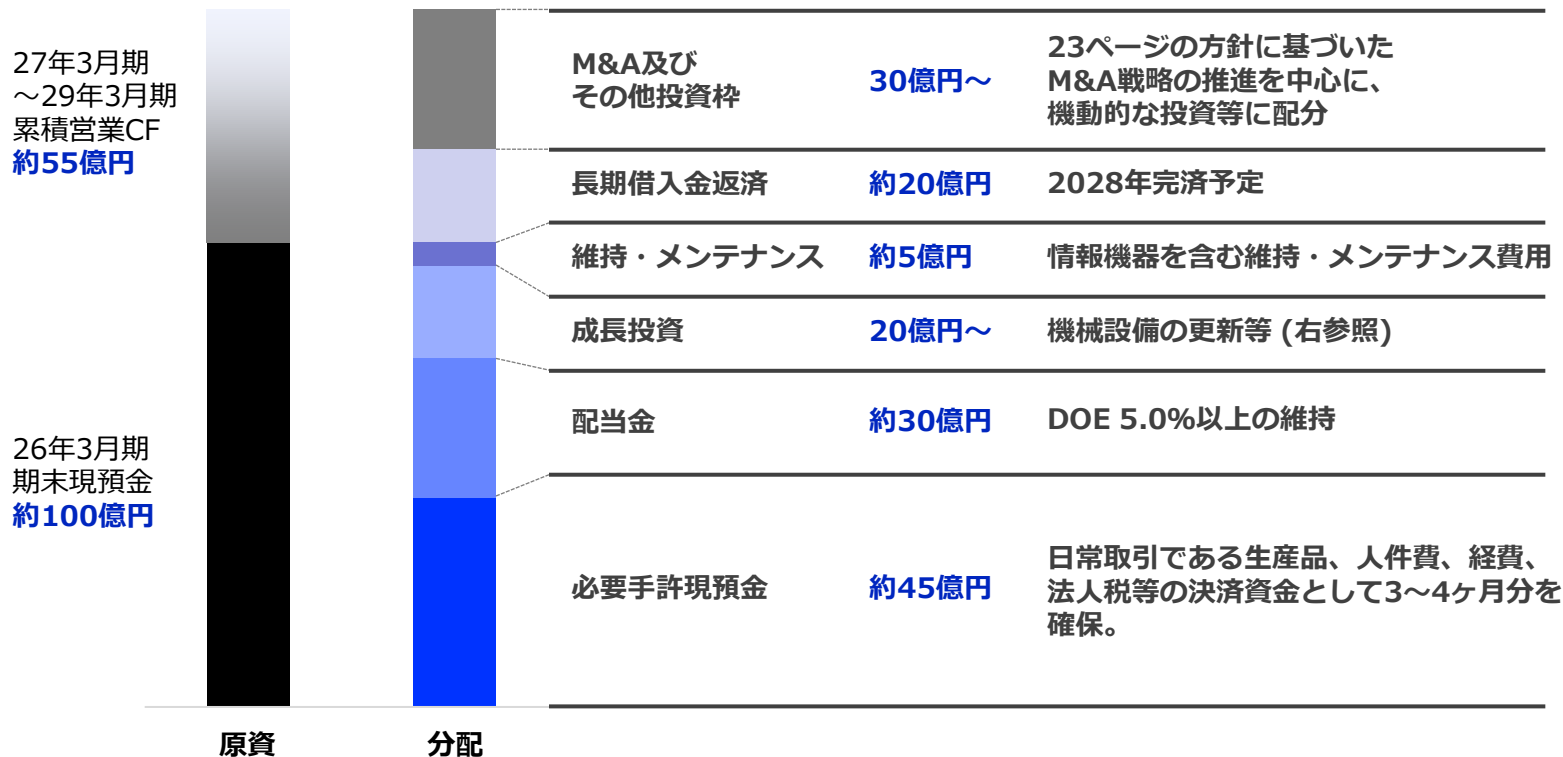 27年3月期
～29年3月期
累積営業CF
約55億円
26年3月期
期末現預金
約100億円
M&A及び
その他投資枠
30億円～
23ページの方針に基づいた
M&A戦略の推進を中心に、
機動的な投資等に配分
長期借入金返済
約20億円
2028年完済予定
維持・メンテナンス
約5億円
情報機器を含む維持・メンテナンス費用
成長投資
20億円～
機械設備の更新等 (右参照)
配当金
約30億円
DOE 5.0%以上の維持
必要手許現預金
約45億円
日常取引である生産品、人件費、経費、
法人税等の決済資金として3～4ヶ月分を
確保。
原資
分配